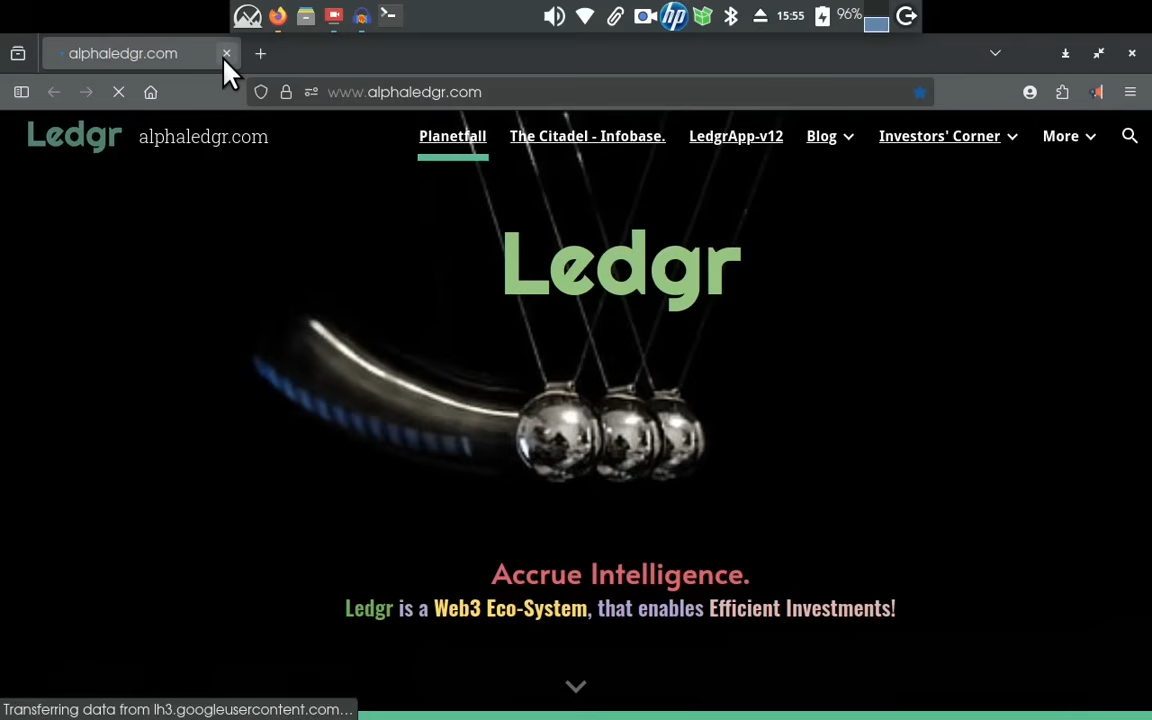 15:55
96%
alphaledgr.com
www.alphaledgr.com
Ledgr alphaledgr.com Planetfall The Citadel - Infobase. LedgrApp-v12 Blog Investors' Corner More
Ledgr
Accrue Intelligence.
Ledgr is a Web3 Eco-System, that enables Efficient Investments!
Transferring data from lh3.googleusercontent.com…